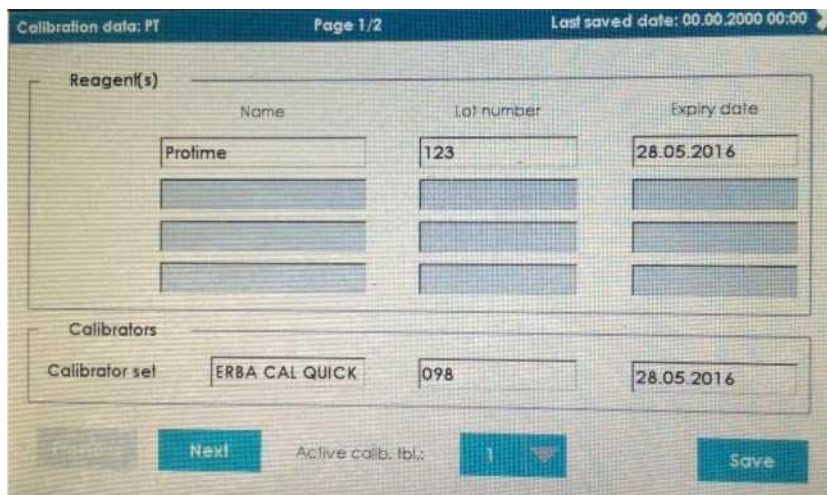 Calibration data: PT Page 1/2 Last saved date: 00.00.2000 00:00
Reagent(s)
Name Lot number Expiry date
Protime 123 28.05.2016
Calibrators
Calibrator set ERBA CAL QUICK 098 28.05.2016
Next Active calib. tbl.: 1 Save